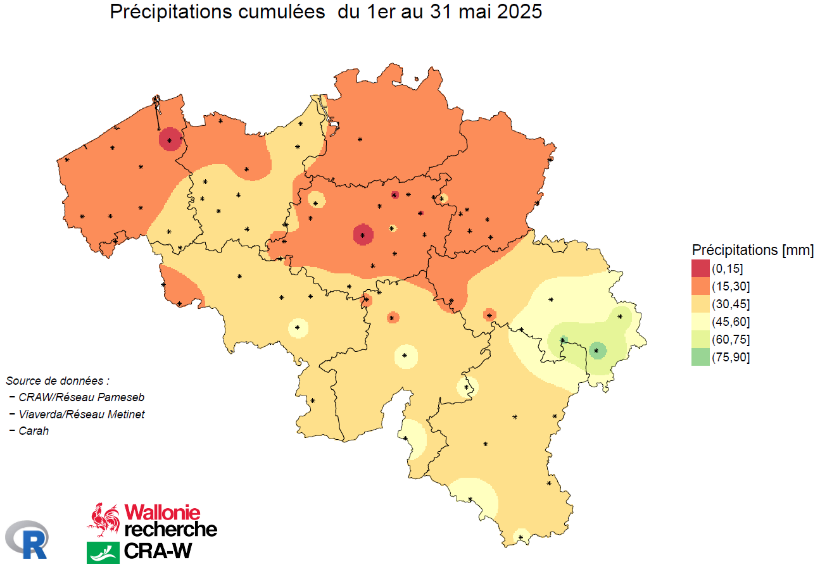 Précipitations cumulées  du 1er au 31 mai 2025
Précipitations [mm]
(0,15]
(15,30]
(30,45]
(45,60]
(60,75]
(75,90]
Source de données :
− CRAW/Réseau Pameseb
− Viaverda/Réseau Metinet
− Carah
R
Wallonie
recherche
CRA-W